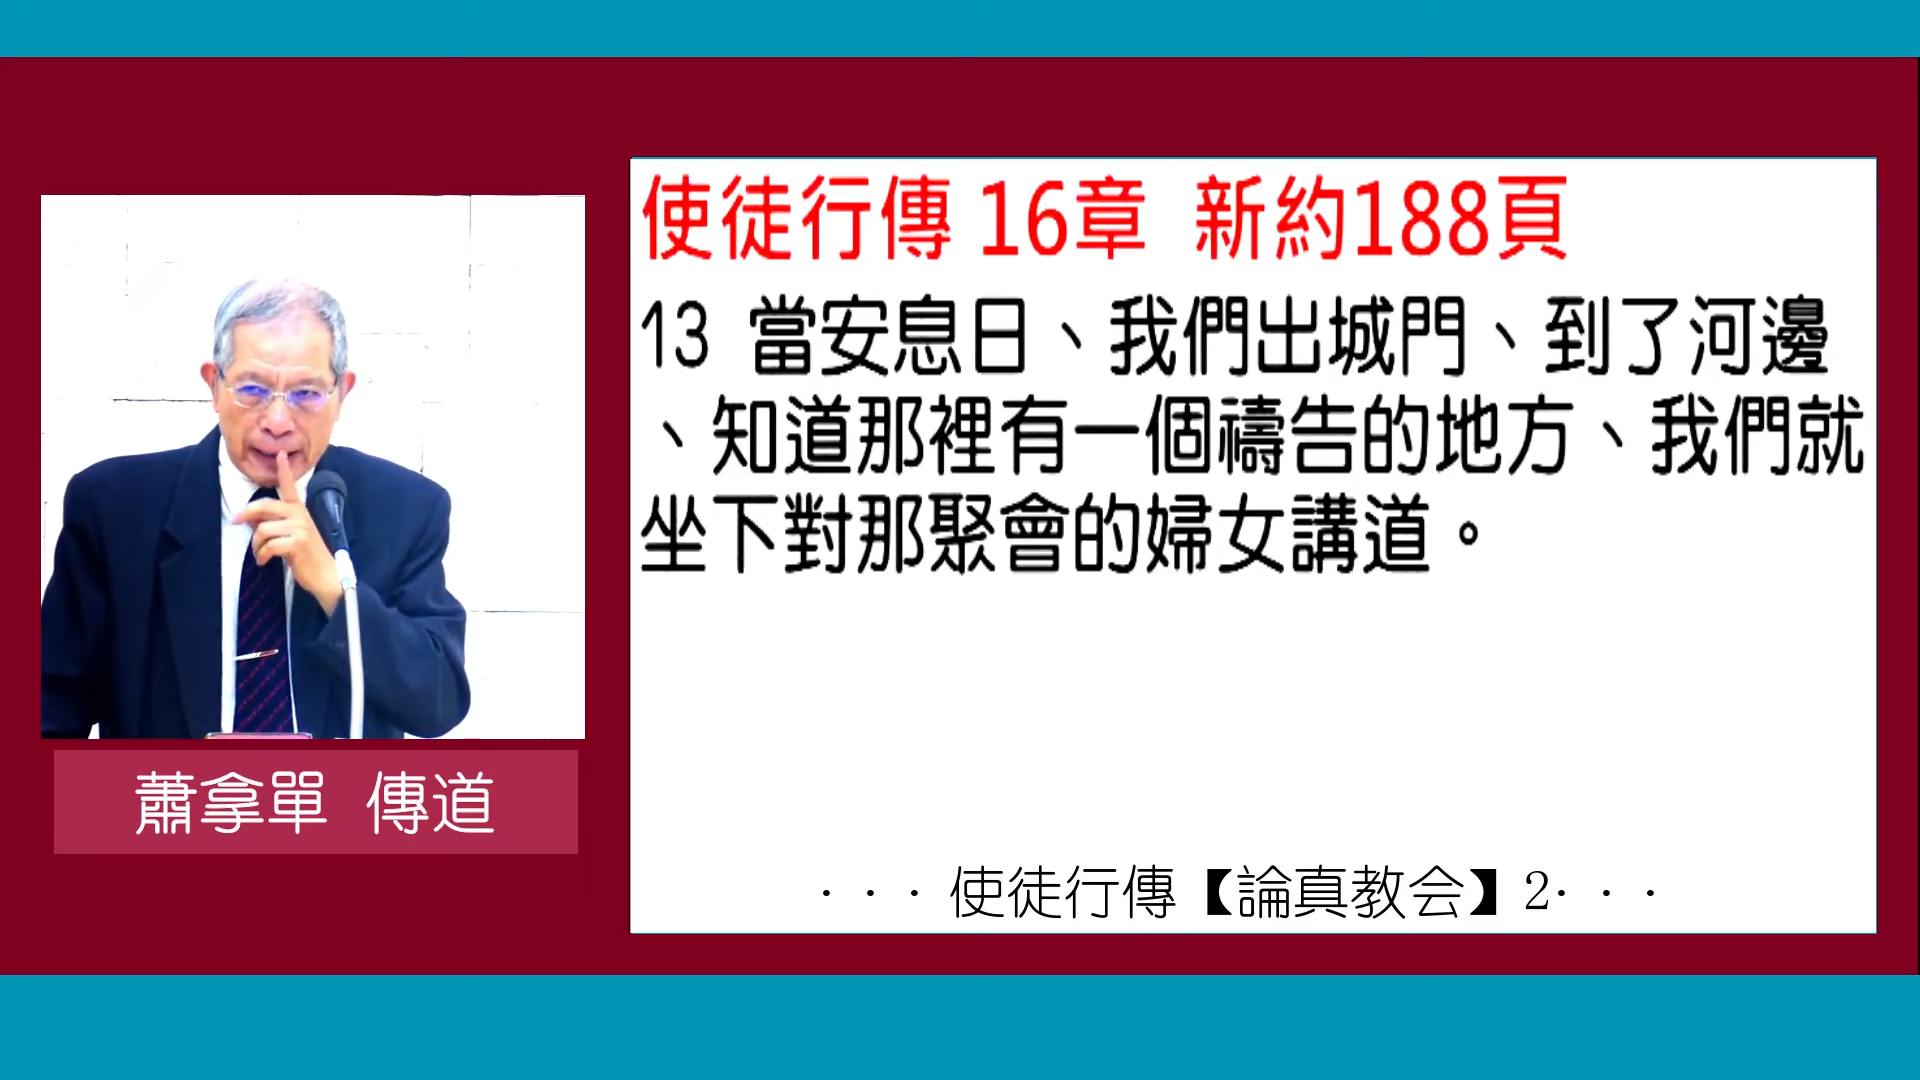 使徒行傳 16章 新約188頁
13 當安息日、我們出城門、到了河邊
、知道那裡有一個禱告的地方、我們就
坐下對那聚會的婦女講道。
蕭拿單 傳道
···使徒行傳【論真教会】2···